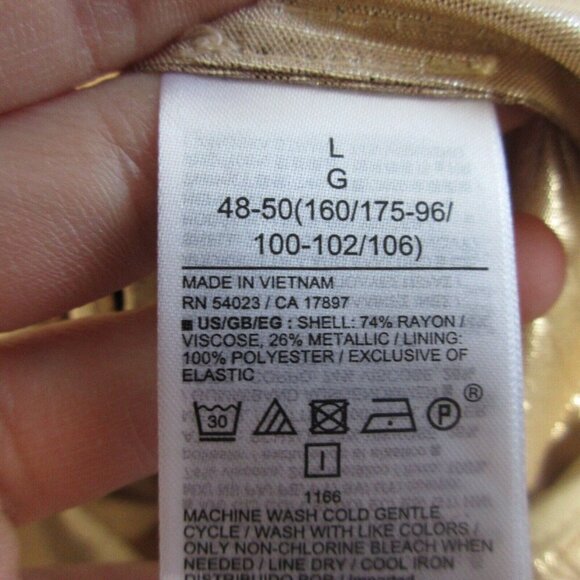 L
G
48-50(160/175-96/
100-102/106)
MADE IN VIETNAM
RN 54023 / CA 17897
■ US/GB/EG : SHELL: 74% RAYON /
VISCOSE, 26% METALLIC / LINING:
100% POLYESTER / EXCLUSIVE OF
ELASTIC
30
P ®
1166
MACHINE WASH COLD GENTLE
CYCLE / WASH WITH LIKE COLORS /
ONLY NON-CHLORINE BLEACH WHEN
NEEDED / LINE DRY / COOL IRON